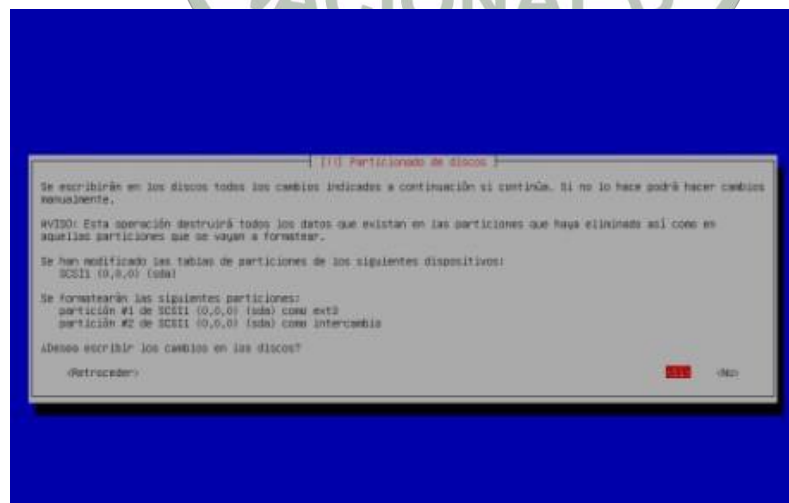 ACIONAL
[!!] Particionado de discos
Se escribirán en los discos todos los cambios indicados a continuación si continúa. Si no lo hace podrá hacer cambios
manualmente.
AVISO: Esta operación destruirá todos los datos que existan en las particiones que haya eliminado así como en
aquellas particiones que se vayan a formatear.
Se han modificado las tablas de particiones de los siguientes dispositivos:
SCSI1 (0,0,0) (sda)
Se formatearán las siguientes particiones:
partición #1 de SCSI1 (0,0,0) (sda) como ext3
partición #2 de SCSI1 (0,0,0) (sda) como intercambio
¿Desea escribir los cambios en los discos?
<Retroceder> <Sí> <No>